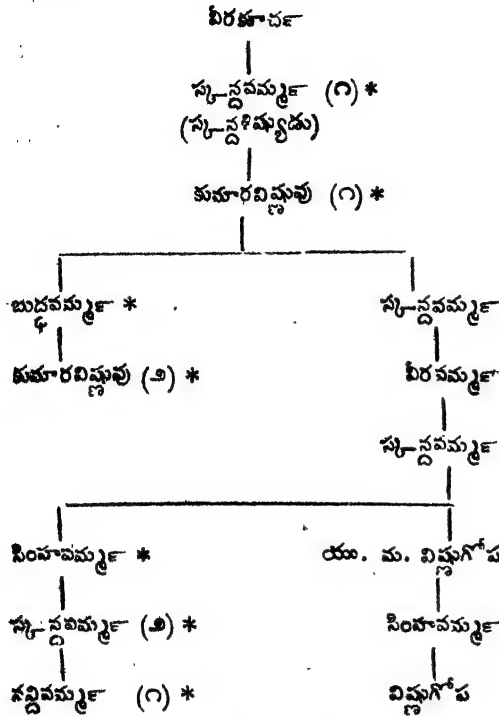 వీరకూర్చ
స్కన్దవర్మ్మ (౧) *
(స్కన్దశిష్యుడు)
కుమారవిష్ణువు (౧) *
బుద్ధవర్మ్మ * స్కన్దవర్మ్మ
కుమారవిష్ణువు (౨) * వీరవర్మ్మ
స్కన్దవర్మ్మ
సింహవర్మ్మ * యు. మ. విష్ణుగోప
స్కన్దవర్మ్మ (౨) * సింహవర్మ్మ
నన్దివర్మ్మ (౧) * విష్ణుగోప